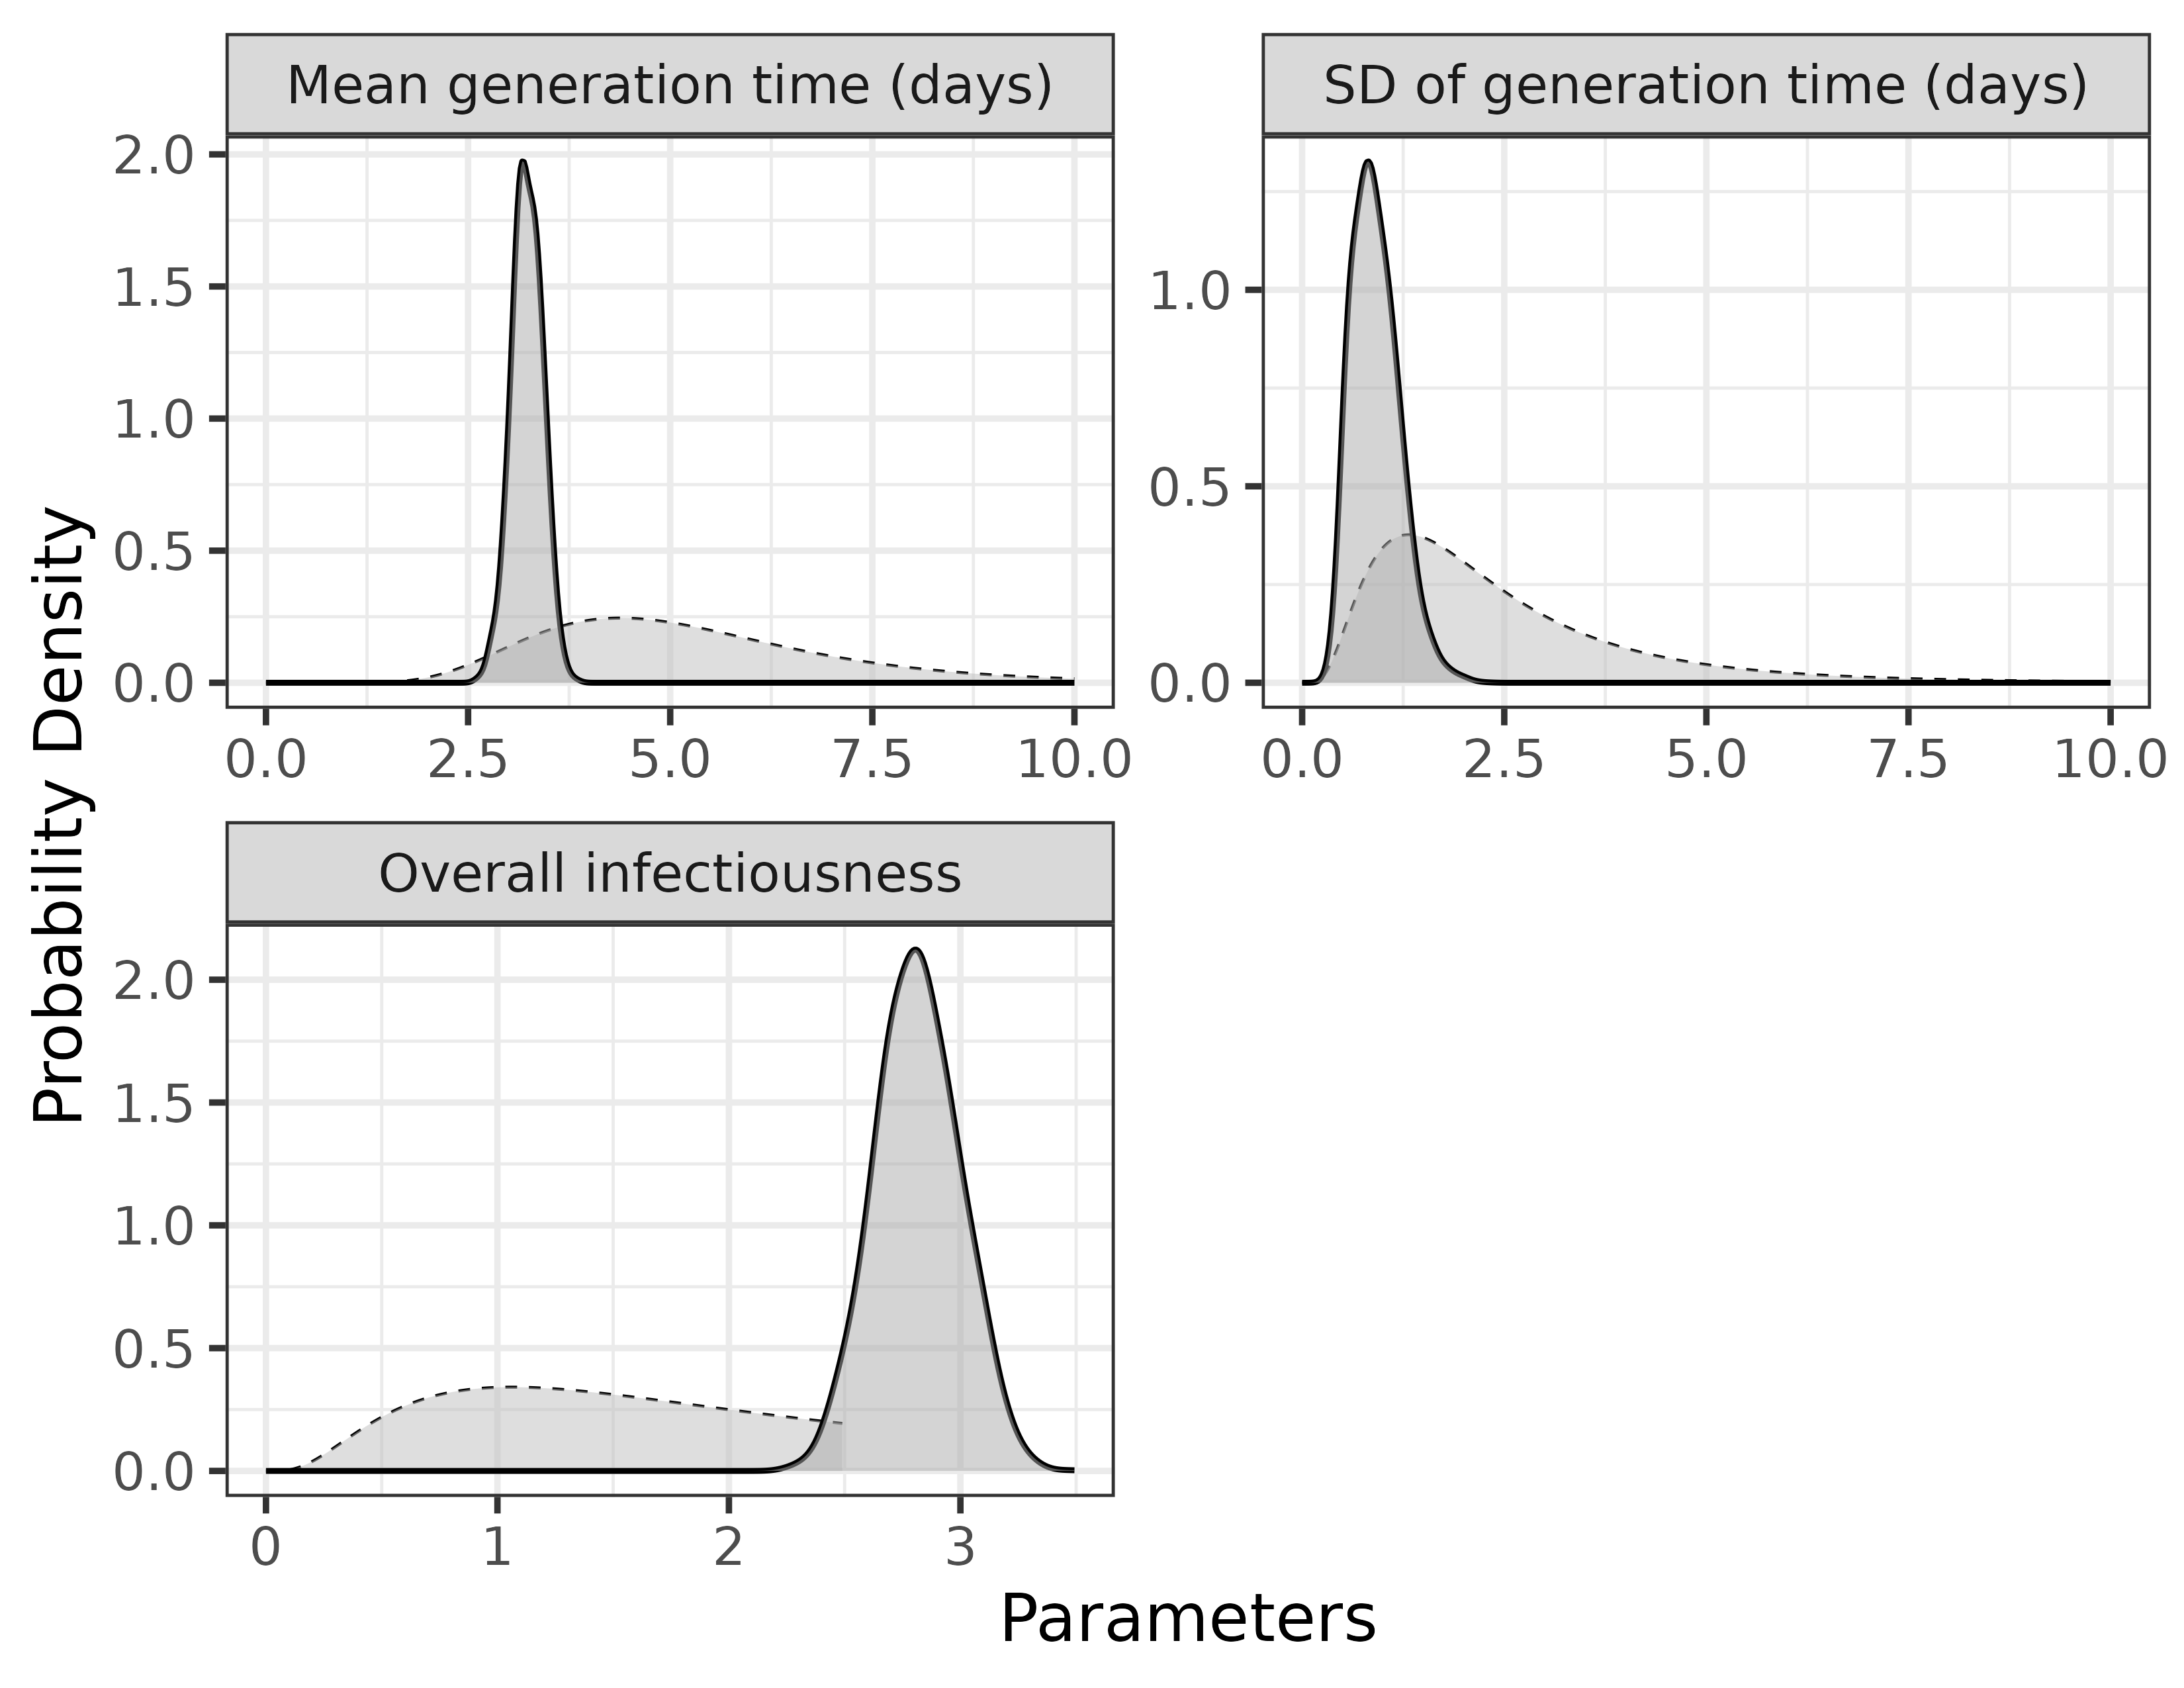 Mean generation time (days)
SD of generation time (days)
2.0
1.5
1.0
0.5
0.0
1.0
0.5
0.0
0.0 2.5 5.0 7.5 10.0
0.0 2.5 5.0 7.5 10.0
Probability Density
Overall infectiousness
2.0
1.5
1.0
0.5
0.0
0 1 2 3
Parameters